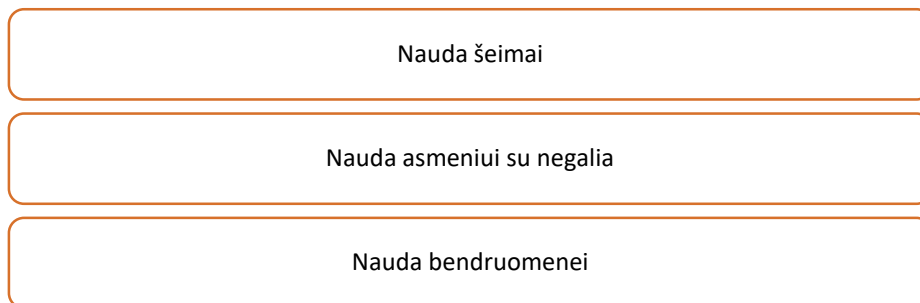 Nauda šeimai
Nauda asmeniui su negalia
Nauda bendruomenei